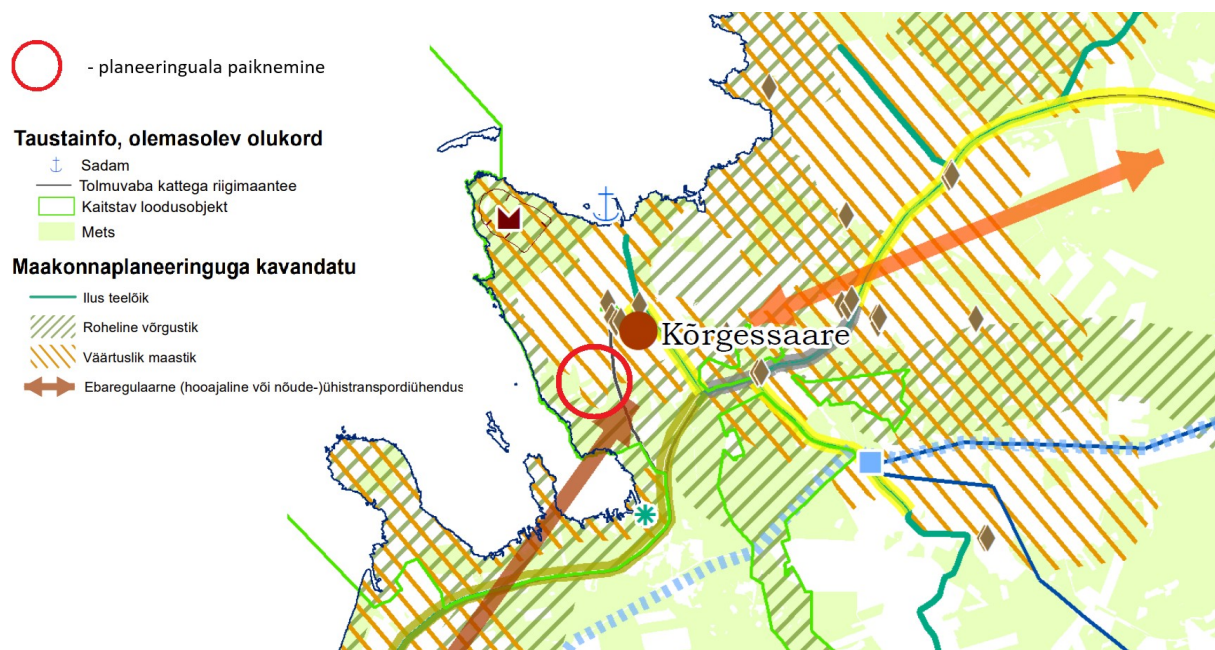 - planeeringuala paiknemine
Taustainfo, olemasolev olukord
Sadam
Tolmuvaba kattega riigimaantee
Kaitstav loodusobjekt
Mets
Maakonnaplaneeringuga kavandatu
Ilus teelõik
Roheline võrgustik
Väärtuslik maastik
Ebaregulaarne (hooajaline või nõude-)ühistranspordiühendus
Kõrgessaare